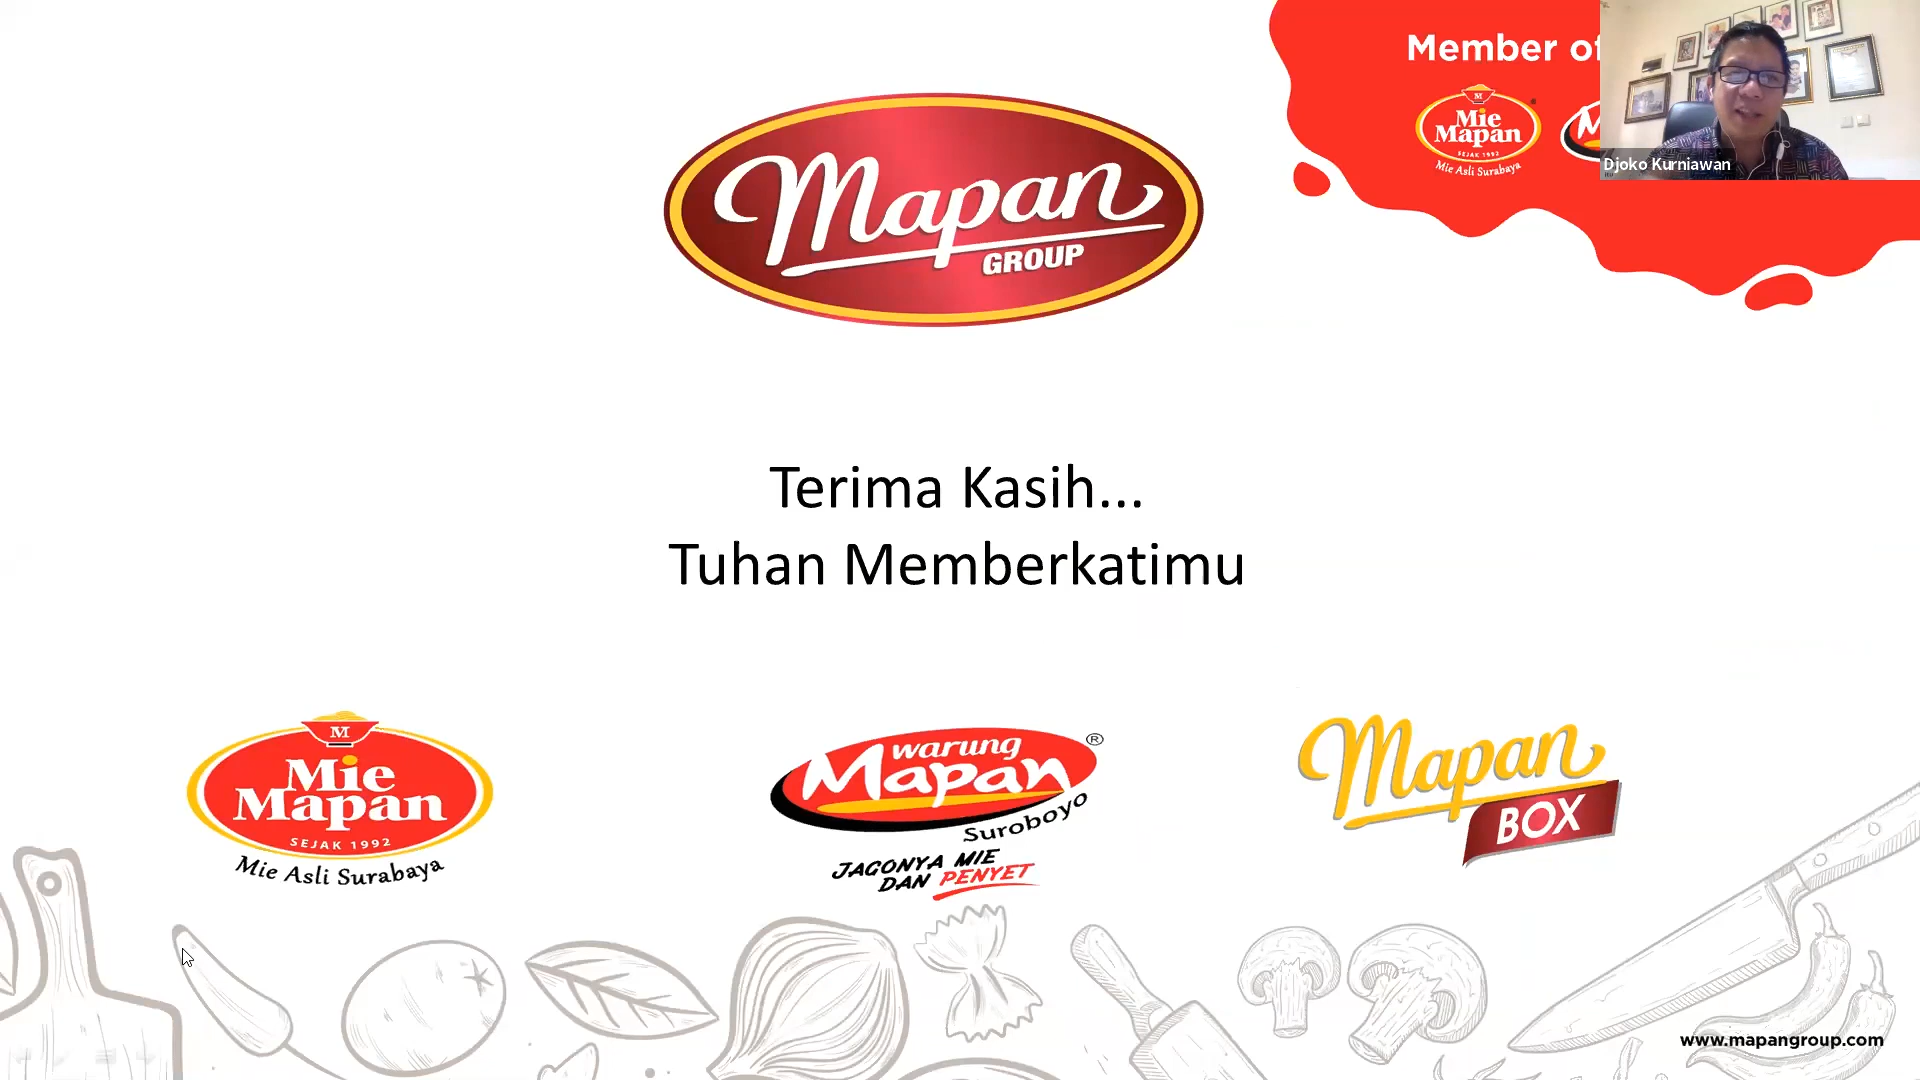 Member of
M
Mie
Mapan
SEJAK 1992
Mie Asli Surabaya
Djoko Kurniawan
Mapan
GROUP
Terima Kasih...
Tuhan Memberkatimu
M
Mie
Mapan
SEJAK 1992
Mie Asli Surabaya
warung ®
Mapan
Suroboyo
JAGONYA MIE
DAN PENYET
Mapan
BOX
www.mapangroup.com